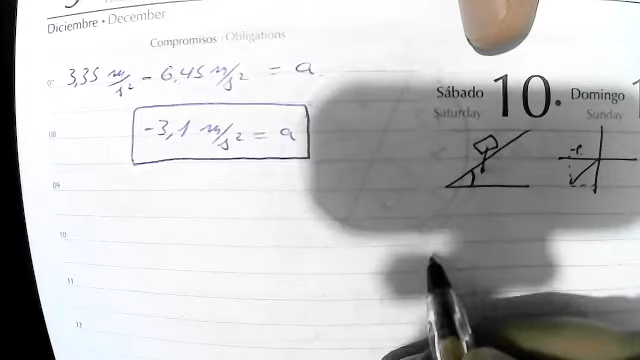 Diciembre • December
Compromisos · Obligations
07 3,35 m/s² - 6,45 m/s² = a
08 -3,1 m/s² = a
09
10
11
12
Sábado 10. Domingo
Saturday Sunday